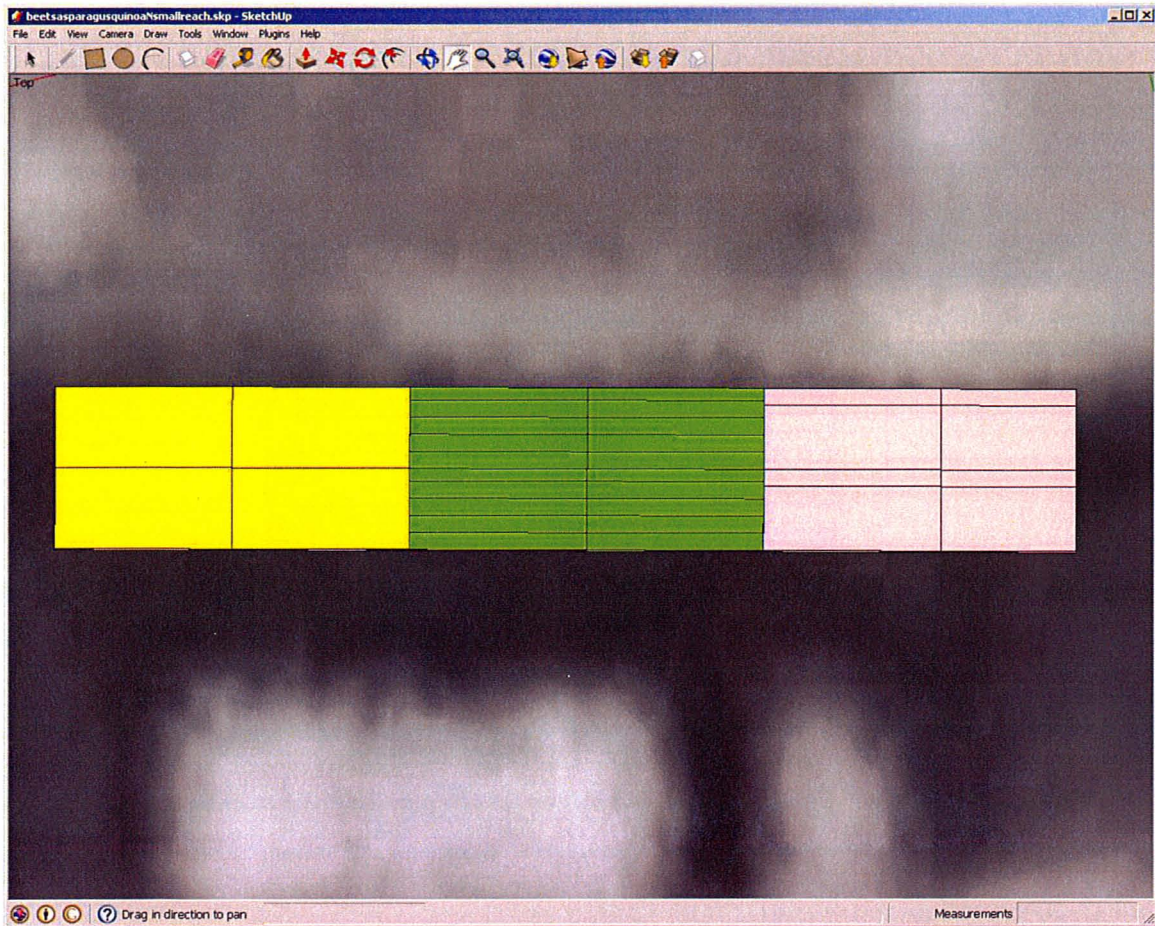 beetsasparagusquinoaNsmallreach.skp - SketchUp
File Edit View Camera Draw Tools Window Plugins Help
Top
Drag in direction to pan
Measurements